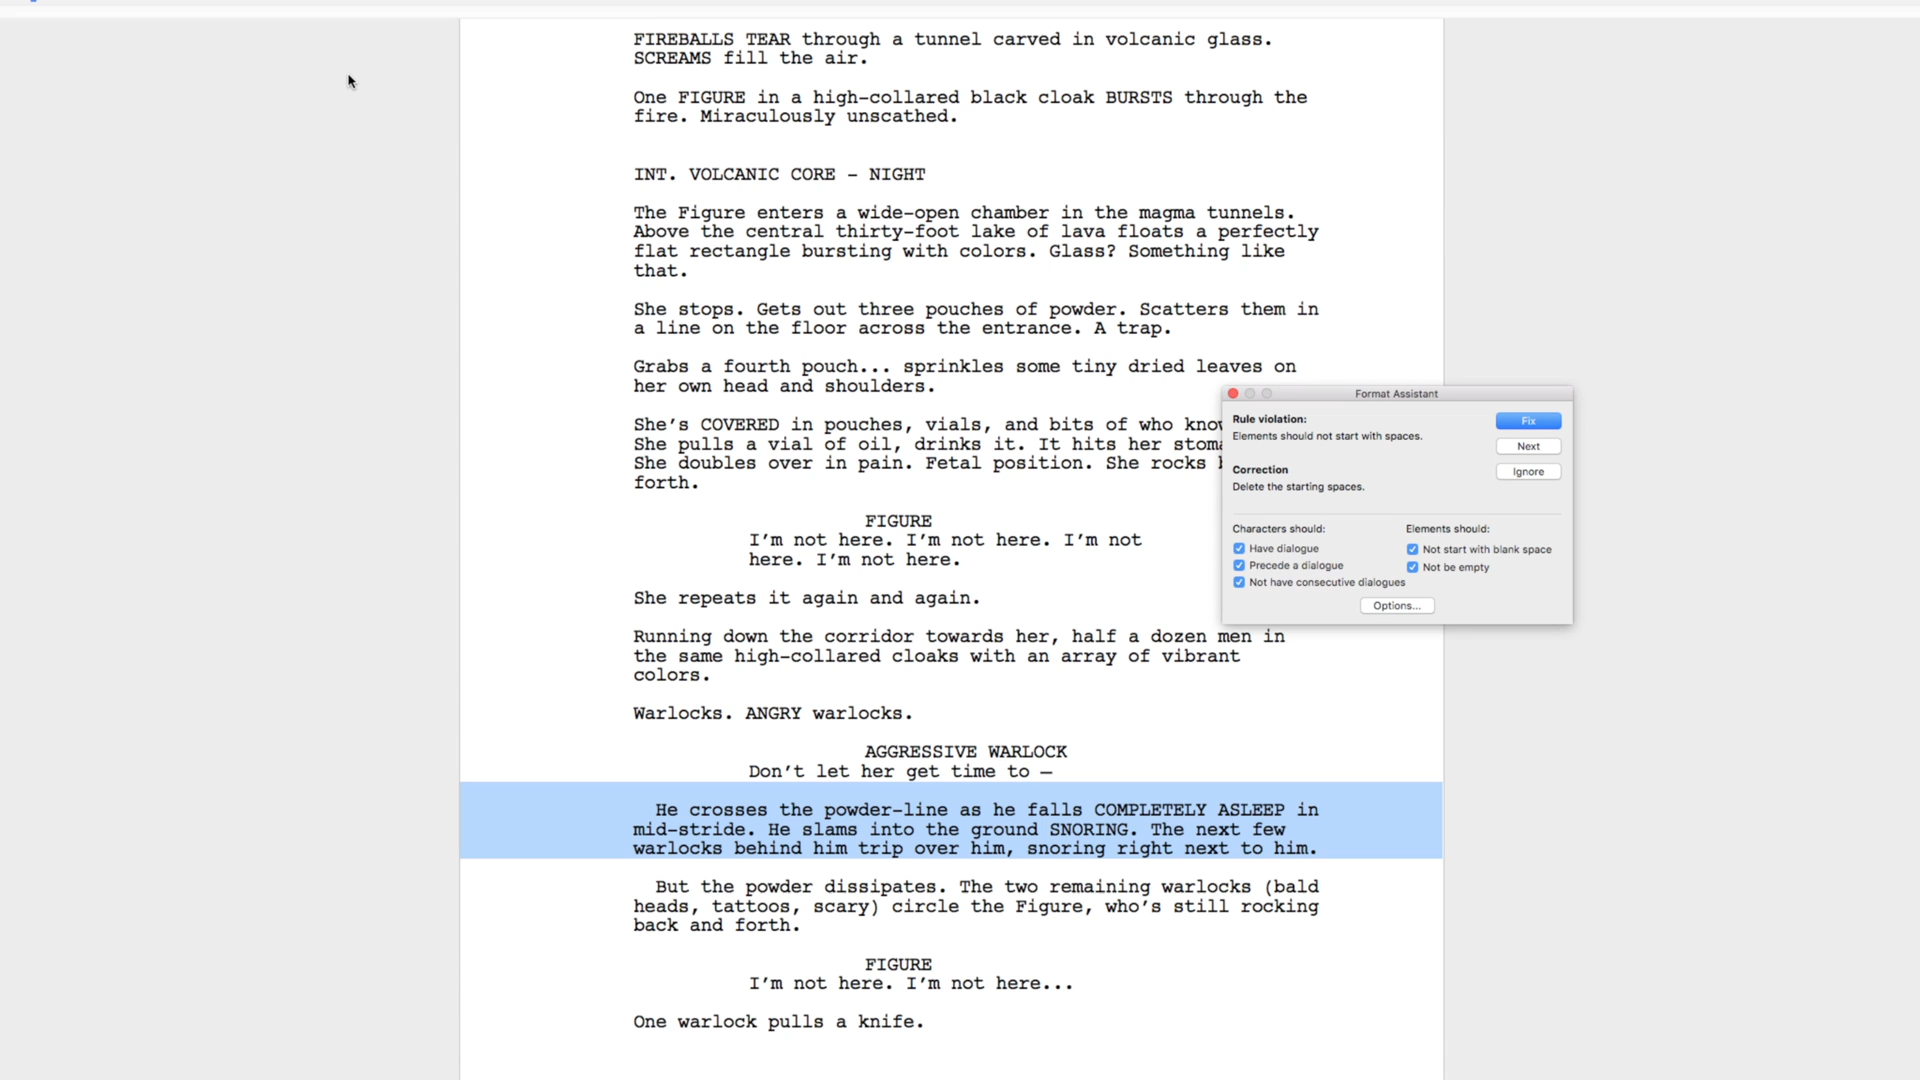 FIREBALLS TEAR through a tunnel carved in volcanic glass.
SCREAMS fill the air.
One FIGURE in a high-collared black cloak BURSTS through the
fire. Miraculously unscathed.
INT. VOLCANIC CORE - NIGHT
The Figure enters a wide-open chamber in the magma tunnels.
Above the central thirty-foot lake of lava floats a perfectly
flat rectangle bursting with colors. Glass? Something like
that.
She stops. Gets out three pouches of powder. Scatters them in
a line on the floor across the entrance. A trap.
Grabs a fourth pouch... sprinkles some tiny dried leaves on
her own head and shoulders.
She's COVERED in pouches, vials, and bits of who
She pulls a vial of oil, drinks it. It hits her
She doubles over in pain. Fetal position. She rocks
forth.
FIGURE
I'm not here. I'm not here. I'm not
here. I'm not here.
She repeats it again and again.
Running down the corridor towards her, half a dozen men in
the same high-collared cloaks with an array of vibrant
colors.
Warlocks. ANGRY warlocks.
AGGRESSIVE WARLOCK
Don't let her get time to —
He crosses the powder-line as he falls COMPLETELY ASLEEP in
mid-stride. He slams into the ground SNORING. The next few
warlocks behind him trip over him, snoring right next to him.
But the powder dissipates. The two remaining warlocks (bald
heads, tattoos, scary) circle the Figure, who's still rocking
back and forth.
FIGURE
I'm not here. I'm not here...
One warlock pulls a knife.
Format Assistant
Rule violation:
Elements should not start with spaces.
Correction
Delete the starting spaces.
Fix
Next
Ignore
Characters should:
Have dialogue
Precede a dialogue
Not have consecutive dialogues
Elements should:
Not start with blank space
Not be empty
Options...